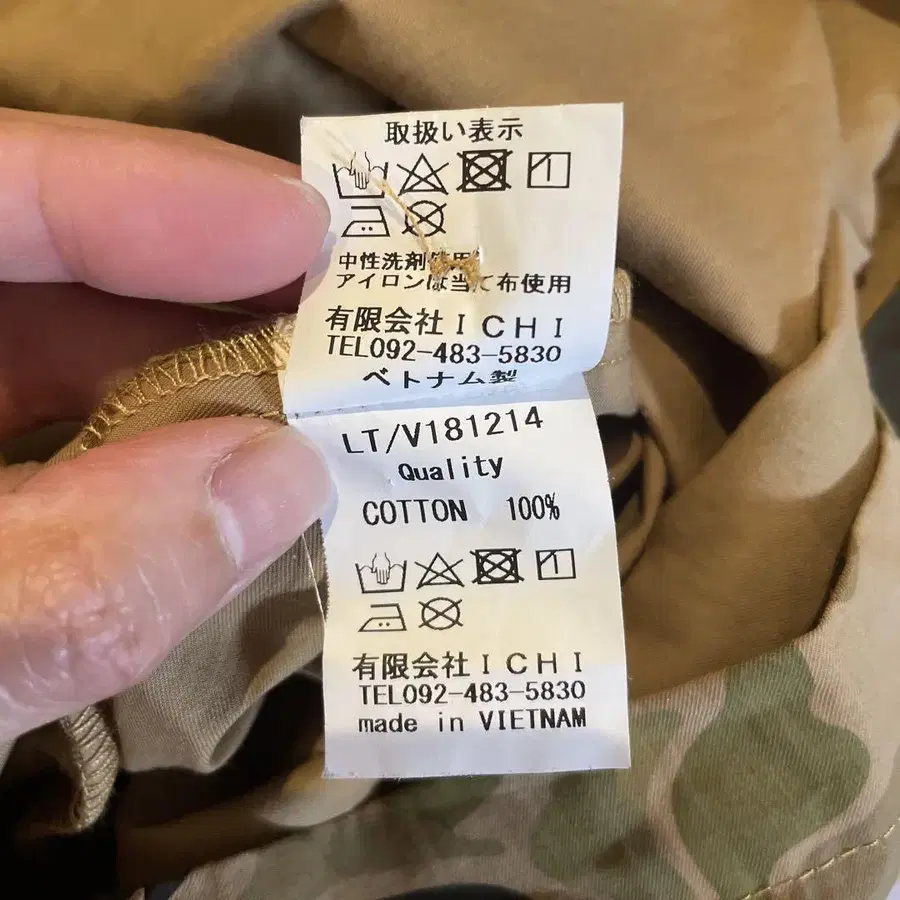 取扱い表示
中性洗剤使用
アイロンは当て布使用
有限会社ICHI
TEL092-483-5830
ベトナム製
LT/V181214
Quality
COTTON 100%
有限会社ICHI
TEL092-483-5830
made in VIETNAM